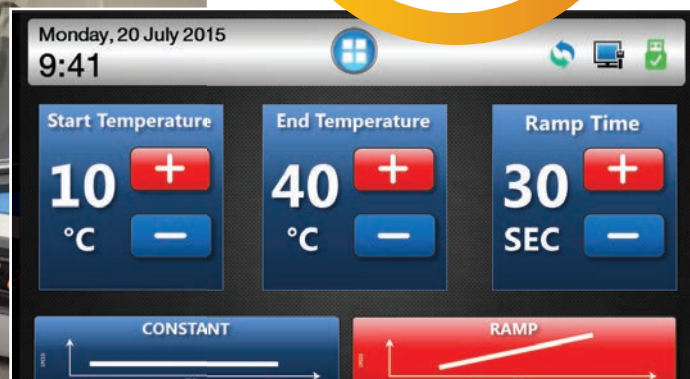 Monday, 20 July 2015
9:41
Start Temperature
10
°C
+
−
End Temperature
40
°C
+
−
Ramp Time
30
SEC
+
−
CONSTANT
RAMP